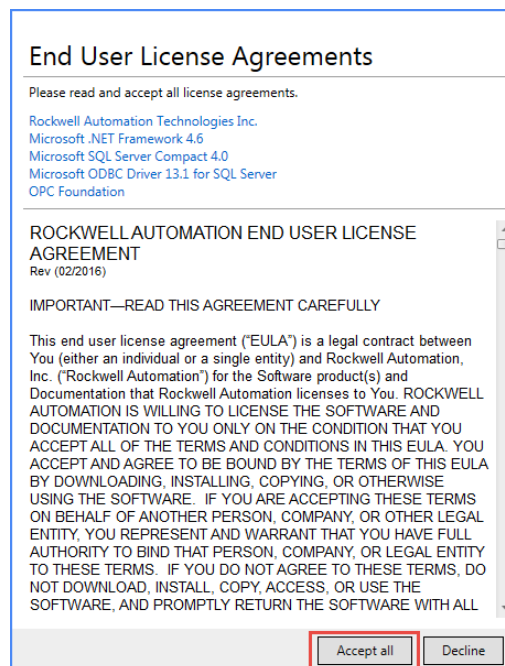 End User License Agreements
Please read and accept all license agreements.
Rockwell Automation Technologies Inc.
Microsoft .NET Framework 4.6
Microsoft SQL Server Compact 4.0
Microsoft ODBC Driver 13.1 for SQL Server
OPC Foundation
ROCKWELL AUTOMATION END USER LICENSE
AGREEMENT
Rev (02/2016)
IMPORTANT—READ THIS AGREEMENT CAREFULLY
This end user license agreement (“EULA”) is a legal contract between
You (either an individual or a single entity) and Rockwell Automation,
Inc. (“Rockwell Automation”) for the Software product(s) and
Documentation that Rockwell Automation licenses to You. ROCKWELL
AUTOMATION IS WILLING TO LICENSE THE SOFTWARE AND
DOCUMENTATION TO YOU ONLY ON THE CONDITION THAT YOU
ACCEPT ALL OF THE TERMS AND CONDITIONS IN THIS EULA. YOU
ACCEPT AND AGREE TO BE BOUND BY THE TERMS OF THIS EULA
BY DOWNLOADING, INSTALLING, COPYING, OR OTHERWISE
USING THE SOFTWARE.  IF YOU ARE ACCEPTING THESE TERMS
ON BEHALF OF ANOTHER PERSON, COMPANY, OR OTHER LEGAL
ENTITY, YOU REPRESENT AND WARRANT THAT YOU HAVE FULL
AUTHORITY TO BIND THAT PERSON, COMPANY, OR LEGAL ENTITY
TO THESE TERMS.  IF YOU DO NOT AGREE TO THESE TERMS, DO
NOT DOWNLOAD, INSTALL, COPY, ACCESS, OR USE THE
SOFTWARE, AND PROMPTLY RETURN THE SOFTWARE WITH ALL
Accept all
Decline